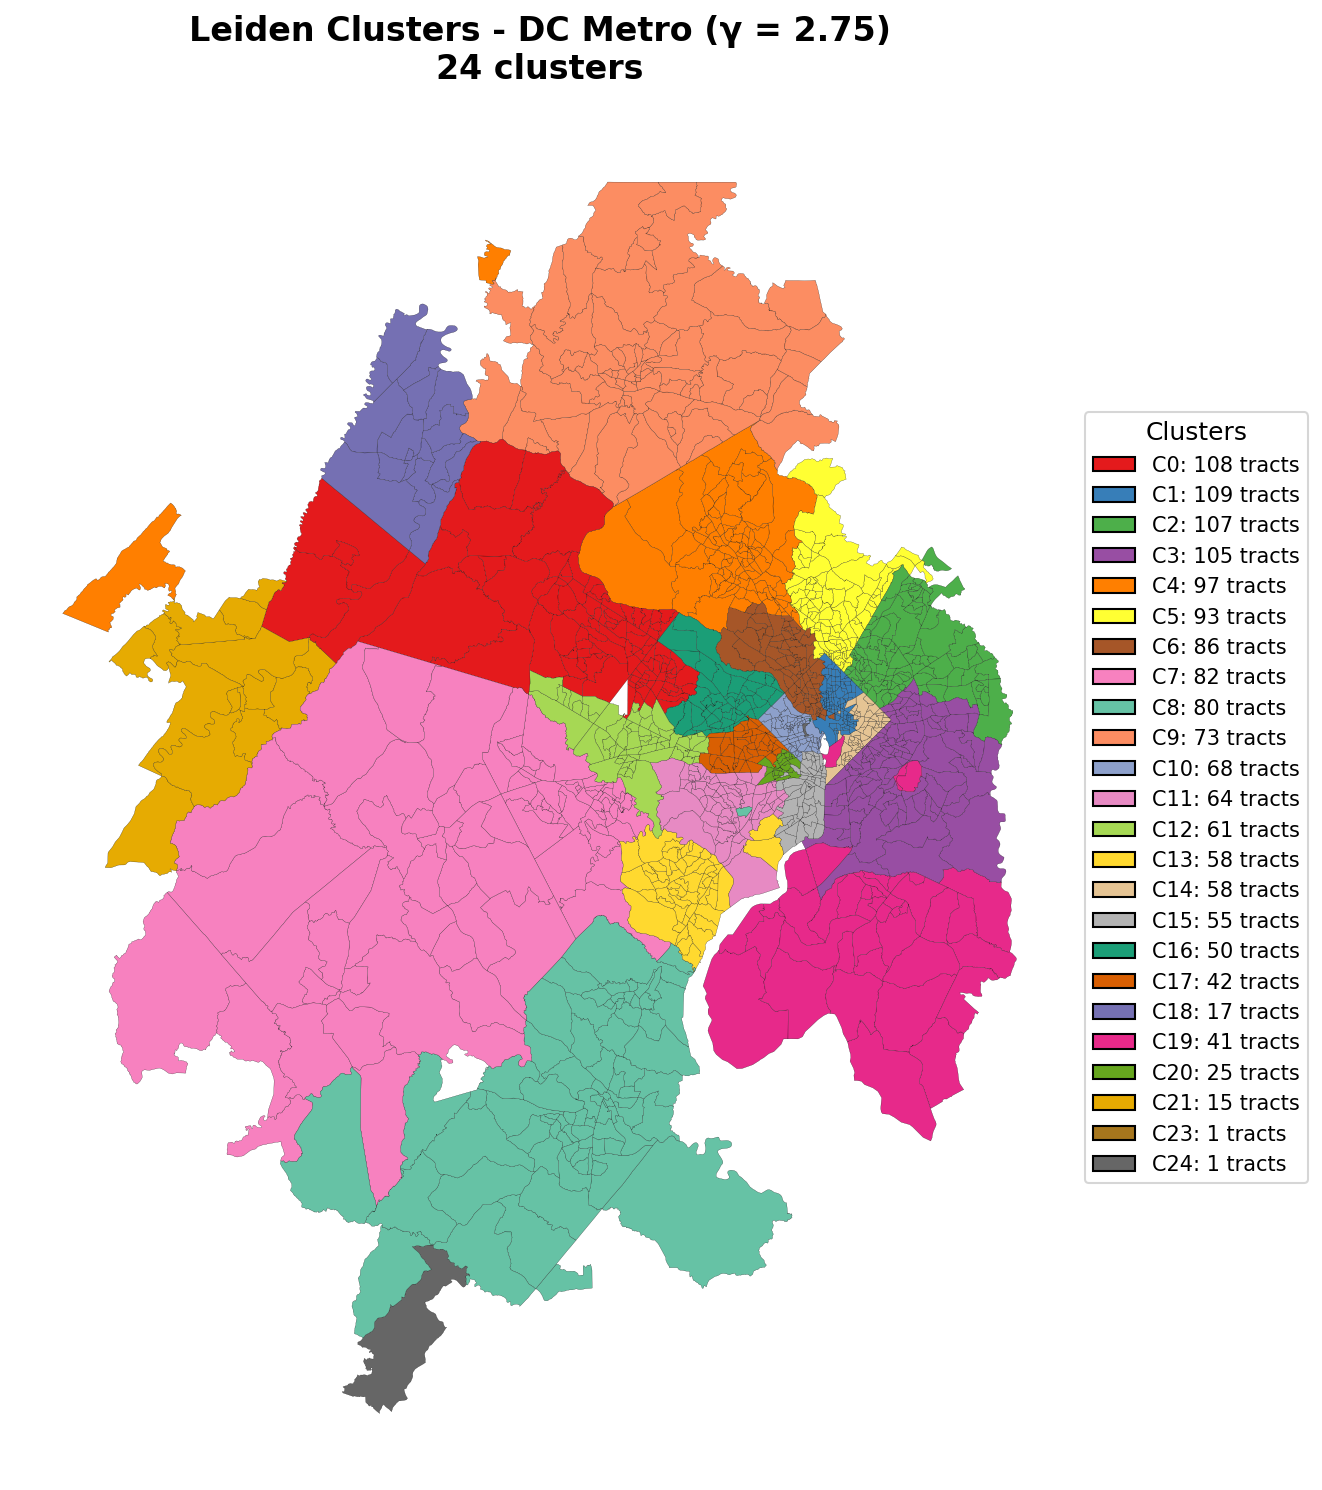 Leiden Clusters - DC Metro (γ = 2.75)
24 clusters
Clusters
C0: 108 tracts
C1: 109 tracts
C2: 107 tracts
C3: 105 tracts
C4: 97 tracts
C5: 93 tracts
C6: 86 tracts
C7: 82 tracts
C8: 80 tracts
C9: 73 tracts
C10: 68 tracts
C11: 64 tracts
C12: 61 tracts
C13: 58 tracts
C14: 58 tracts
C15: 55 tracts
C16: 50 tracts
C17: 42 tracts
C18: 17 tracts
C19: 41 tracts
C20: 25 tracts
C21: 15 tracts
C23: 1 tracts
C24: 1 tracts